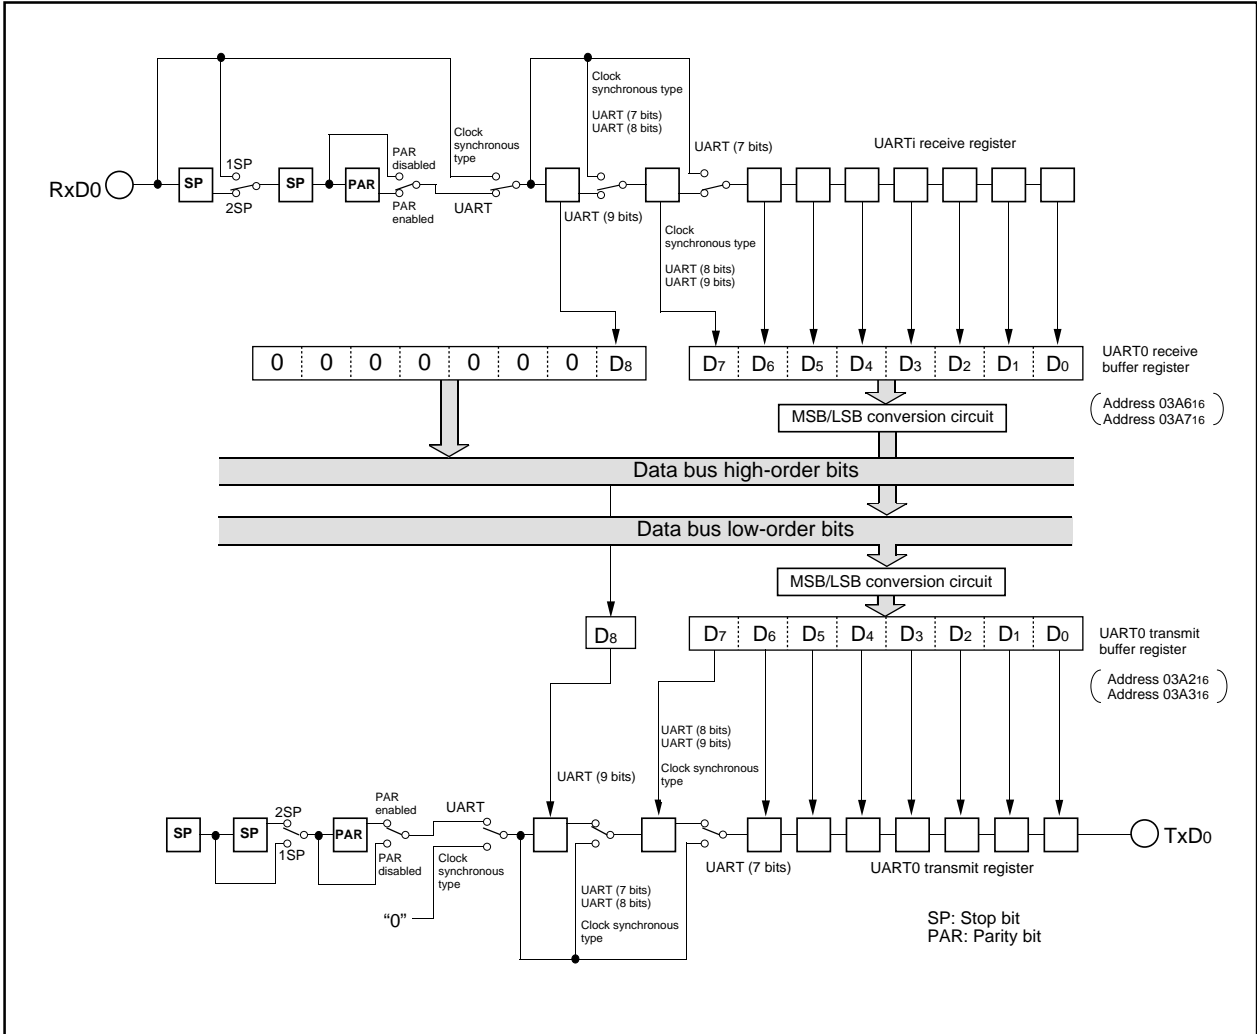 Clock
synchronous type
UART (7 bits)
UART (8 bits)
Clock
synchronous
type
UART (7 bits)
UARTi receive register
PAR
disabled
1SP
RxD0
SP
SP
PAR
2SP
PAR
enabled
UART
UART (9 bits)
Clock
synchronous type
UART (8 bits)
UART (9 bits)
0 0 0 0 0 0 0 D8
D7 D6 D5 D4 D3 D2 D1 D0
UART0 receive
buffer register
Address 03A616
Address 03A716
MSB/LSB conversion circuit
Data bus high-order bits
Data bus low-order bits
MSB/LSB conversion circuit
D8
D7 D6 D5 D4 D3 D2 D1 D0
UART0 transmit
buffer register
Address 03A216
Address 03A316
UART (8 bits)
UART (9 bits)
Clock synchronous
type
UART (9 bits)
PAR
enabled
UART
2SP
SP
SP
PAR
1SP
PAR
disabled
Clock
synchronous
type
“0”
UART (7 bits)
UART (8 bits)
Clock synchronous
type
UART (7 bits)
UART0 transmit register
TxD0
SP: Stop bit
PAR: Parity bit